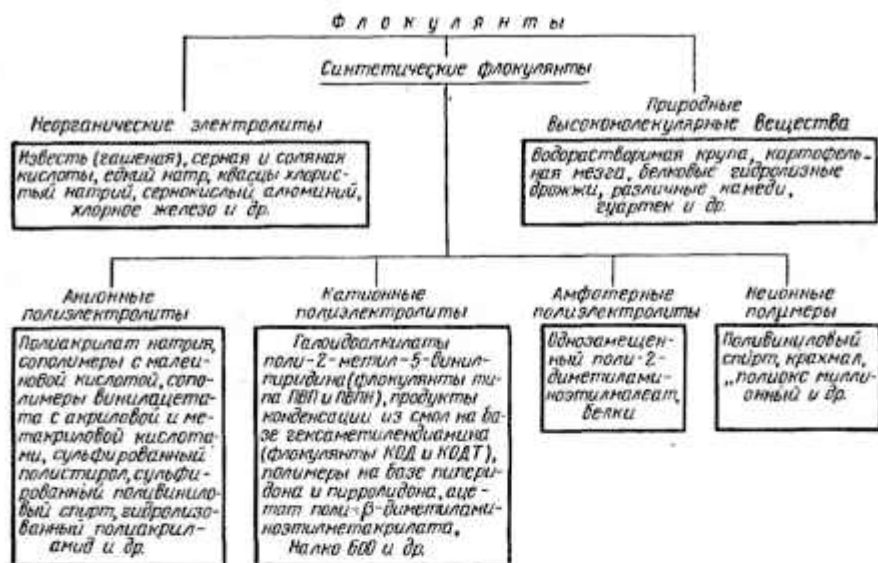 Флокулянты
Синтетические флокулянты
Неорганические электролиты
Известь (гашеная), серная и соляная
кислоты, едкий натр, квасцы хлорис-
тый натрий, сернокислый алюминий,
хлорное железо и др.
Природные
высокомолекулярные вещества
Водорастворимая крупа, картофель-
ная мезга, белковые гидролизные
дрожжи, различные камеди,
гуартек и др.
Анионные
полиэлектролиты
Полиакрилат натрия,
сополимеры с малеи-
новой кислотой, сопо-
лимеры винилацета-
та с акриловой и ме-
такриловой кислота-
ми, сульфированный
полистирол, сульфи-
рованный поливинило-
вый спирт, гидролизо-
ванный полиакрил-
амид и др.
Катионные
полиэлектролиты
Галоидоалкилаты
поли-2-метил-5-винил-
пиридина (флокулянты ти-
па ПВП и ПВПН), продукты
конденсации из смол на ба-
зе гексаметилендиамина
(флокулянты КОД и КОДТ),
полимеры на базе пипери-
дона и пирролидона, аце-
тат поли-β-диметилами-
ноэтилметакрилата,
Налко 600 и др.
Амфотерные
полиэлектролиты
Однозамещен-
ный поли-2-
диметилами-
ноэтилмалеат,
белки
Неионные
полимеры
Поливиниловый
спирт, крахмал,
„полиокс милли-
онный и др.